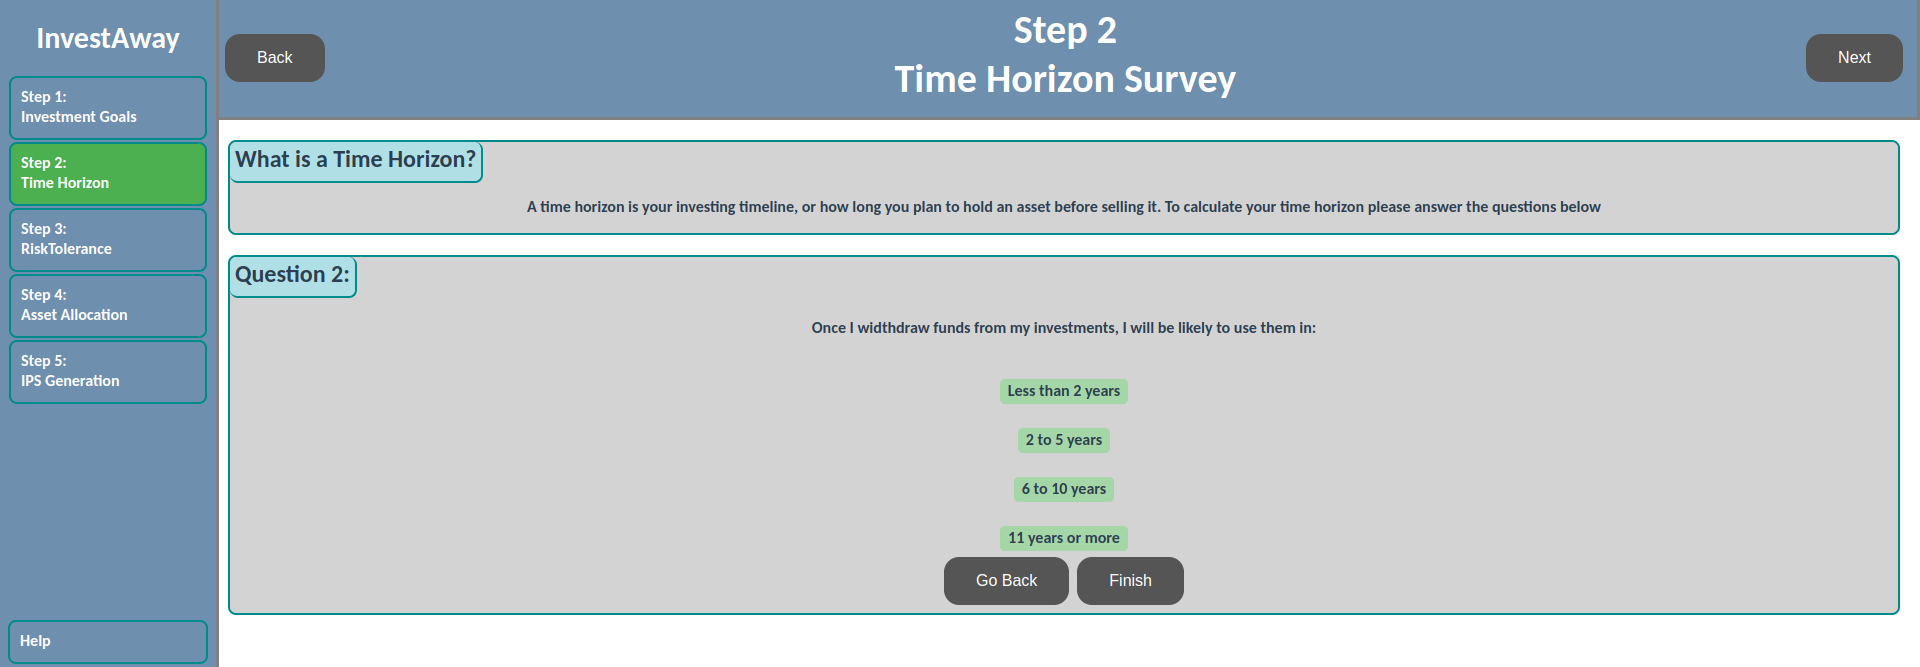 InvestAway
Step 1:
Investment Goals
Step 2:
Time Horizon
Step 3:
RiskTolerance
Step 4:
Asset Allocation
Step 5:
IPS Generation
Help
Back
Step 2
Time Horizon Survey
Next
What is a Time Horizon?
A time horizon is your investing timeline, or how long you plan to hold an asset before selling it. To calculate your time horizon please answer the questions below
Question 2:
Once I widthdraw funds from my investments, I will be likely to use them in:
Less than 2 years
2 to 5 years
6 to 10 years
11 years or more
Go Back
Finish